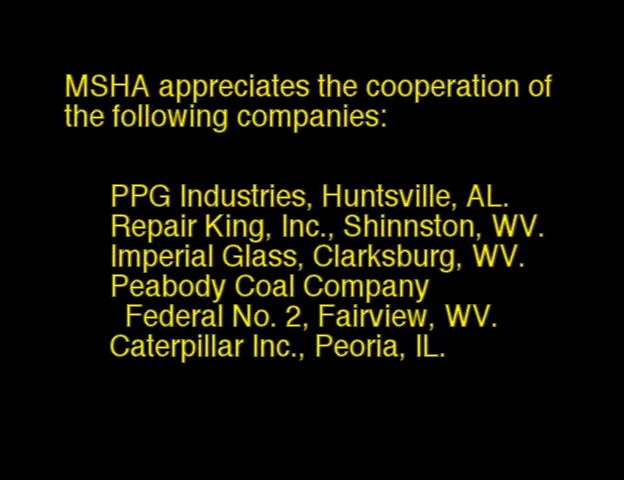 MSHA appreciates the cooperation of
the following companies:
PPG Industries, Huntsville, AL.
Repair King, Inc., Shinnston, WV.
Imperial Glass, Clarksburg, WV.
Peabody Coal Company
Federal No. 2, Fairview, WV.
Caterpillar Inc., Peoria, IL.